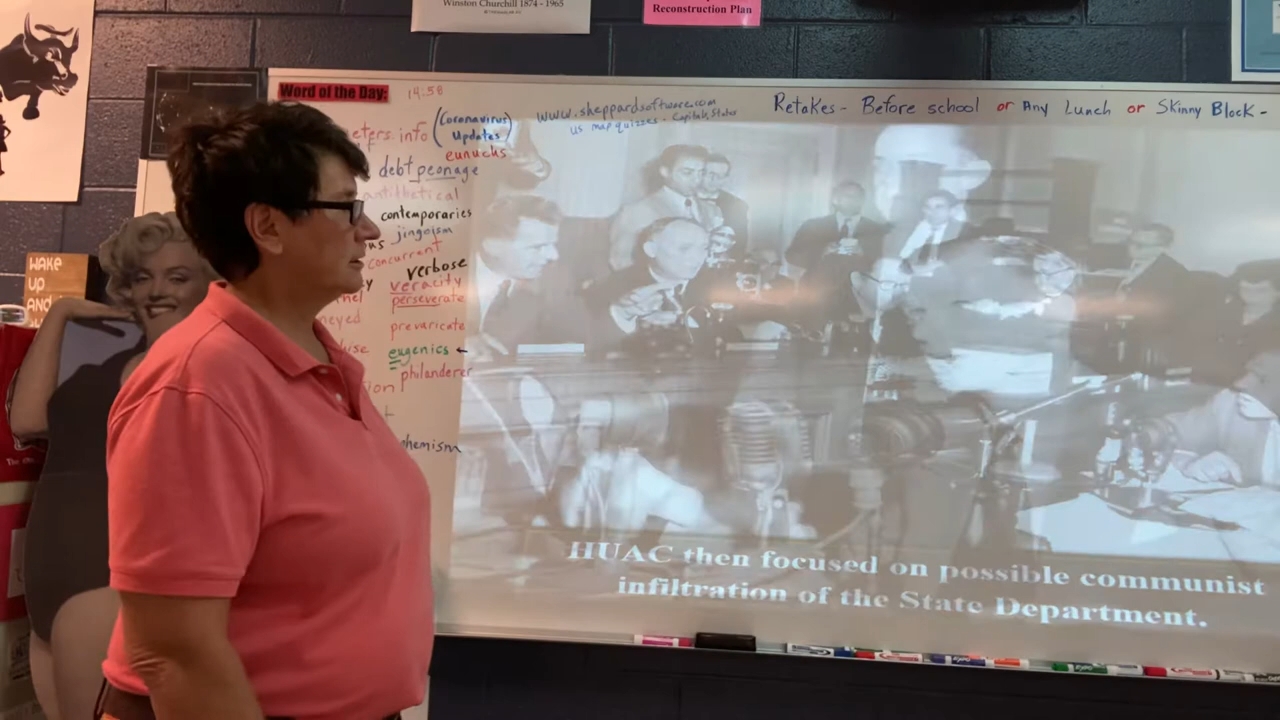 Winston Churchill 1874 - 1965
Reconstruction Plan
Word of the Day:
14:58
info (Coronavirus Updates)
eunuchs
debt peonage
antithetical
contemporaries
jingoism
concurrent
verbose
veracity
perseverate
prevaricate
eugenics ←
philanderer
www.sheppardsoftware.com
us map quizzes - Capitals, States
Retakes - Before school or Any Lunch or Skinny Block -
WAKE
UP
AND
HUAC then focused on possible communist
infiltration of the State Department.